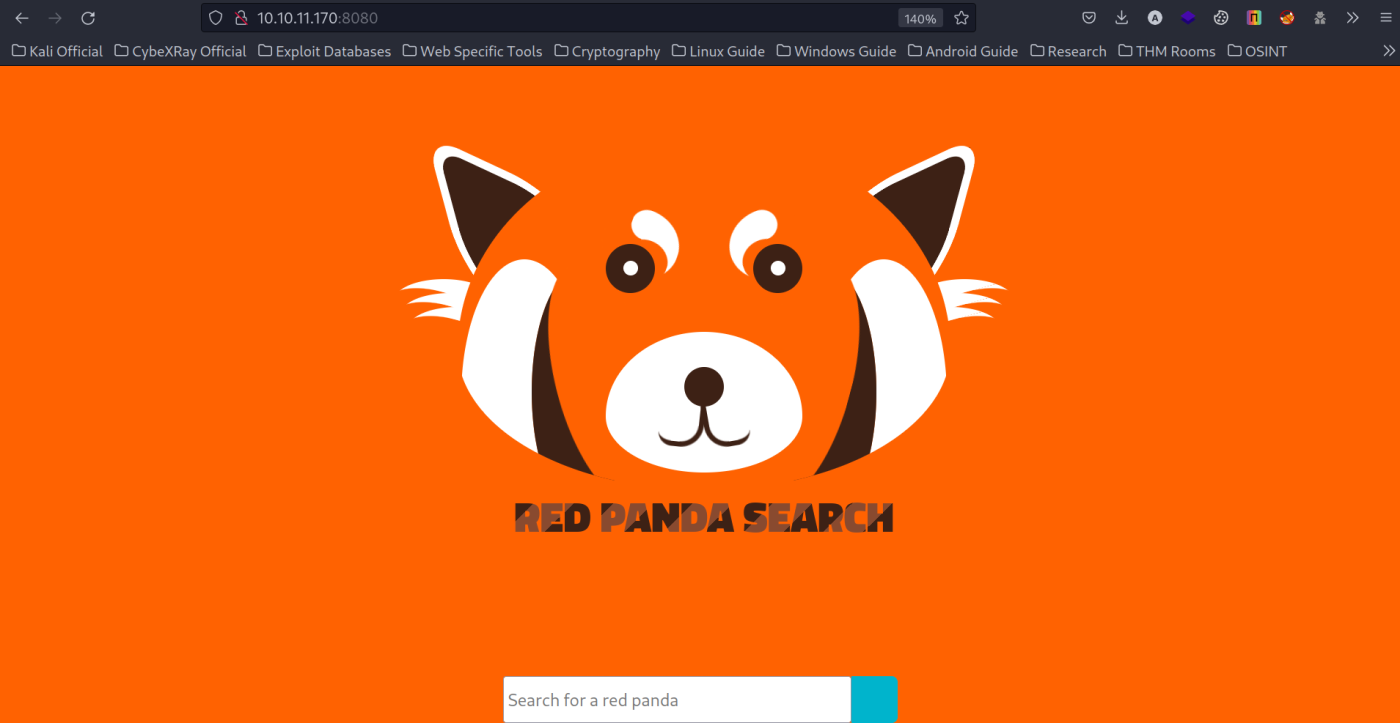 10.10.11.170:8080
140%
Kali Official CybeXRay Official Exploit Databases Web Specific Tools Cryptography Linux Guide Windows Guide Android Guide Research THM Rooms OSINT
RED PANDA SEARCH
Search for a red panda